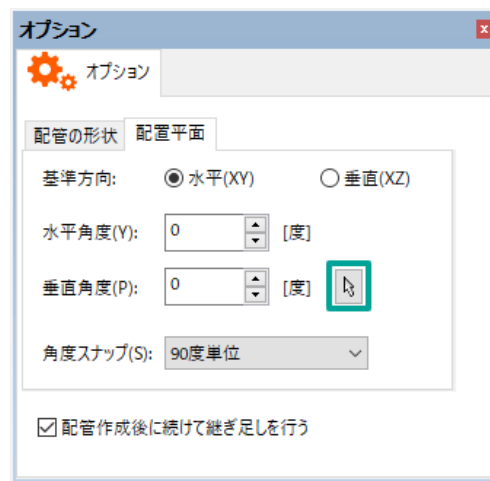 オプション
オプション
配管の形状 配置平面
基準方向: 水平(XY) 垂直(XZ)
水平角度(Y): 0 [度]
垂直角度(P): 0 [度]
角度スナップ(S): 90度単位
配管作成後に続けて継ぎ足しを行う